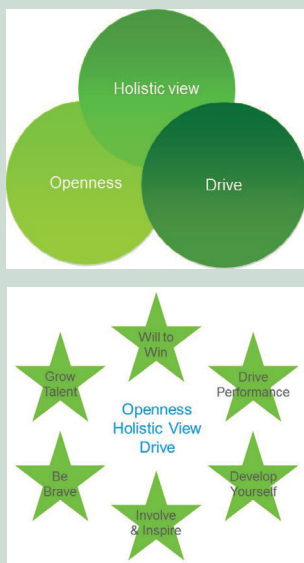 Holistic view
Openness
Drive
Will to
Win
Grow
Talent
Drive
Performance
Openness
Holistic View
Drive
Be
Brave
Develop
Yourself
Involve
& Inspire